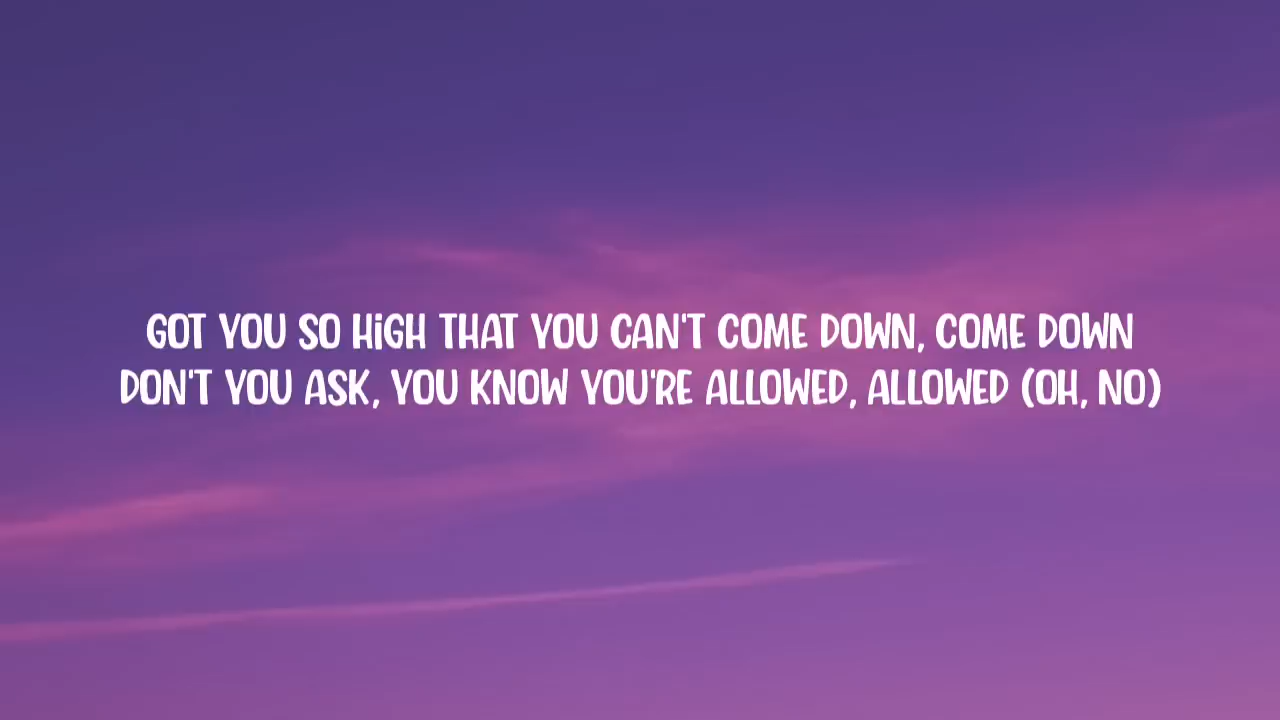 GOT YOU SO HiGH THAT YOU CAN'T COME DOWN, COME DOWN
DON'T YOU ASK, YOU KNOW YOU'RE ALLOWED, ALLOWED (OH, NO)